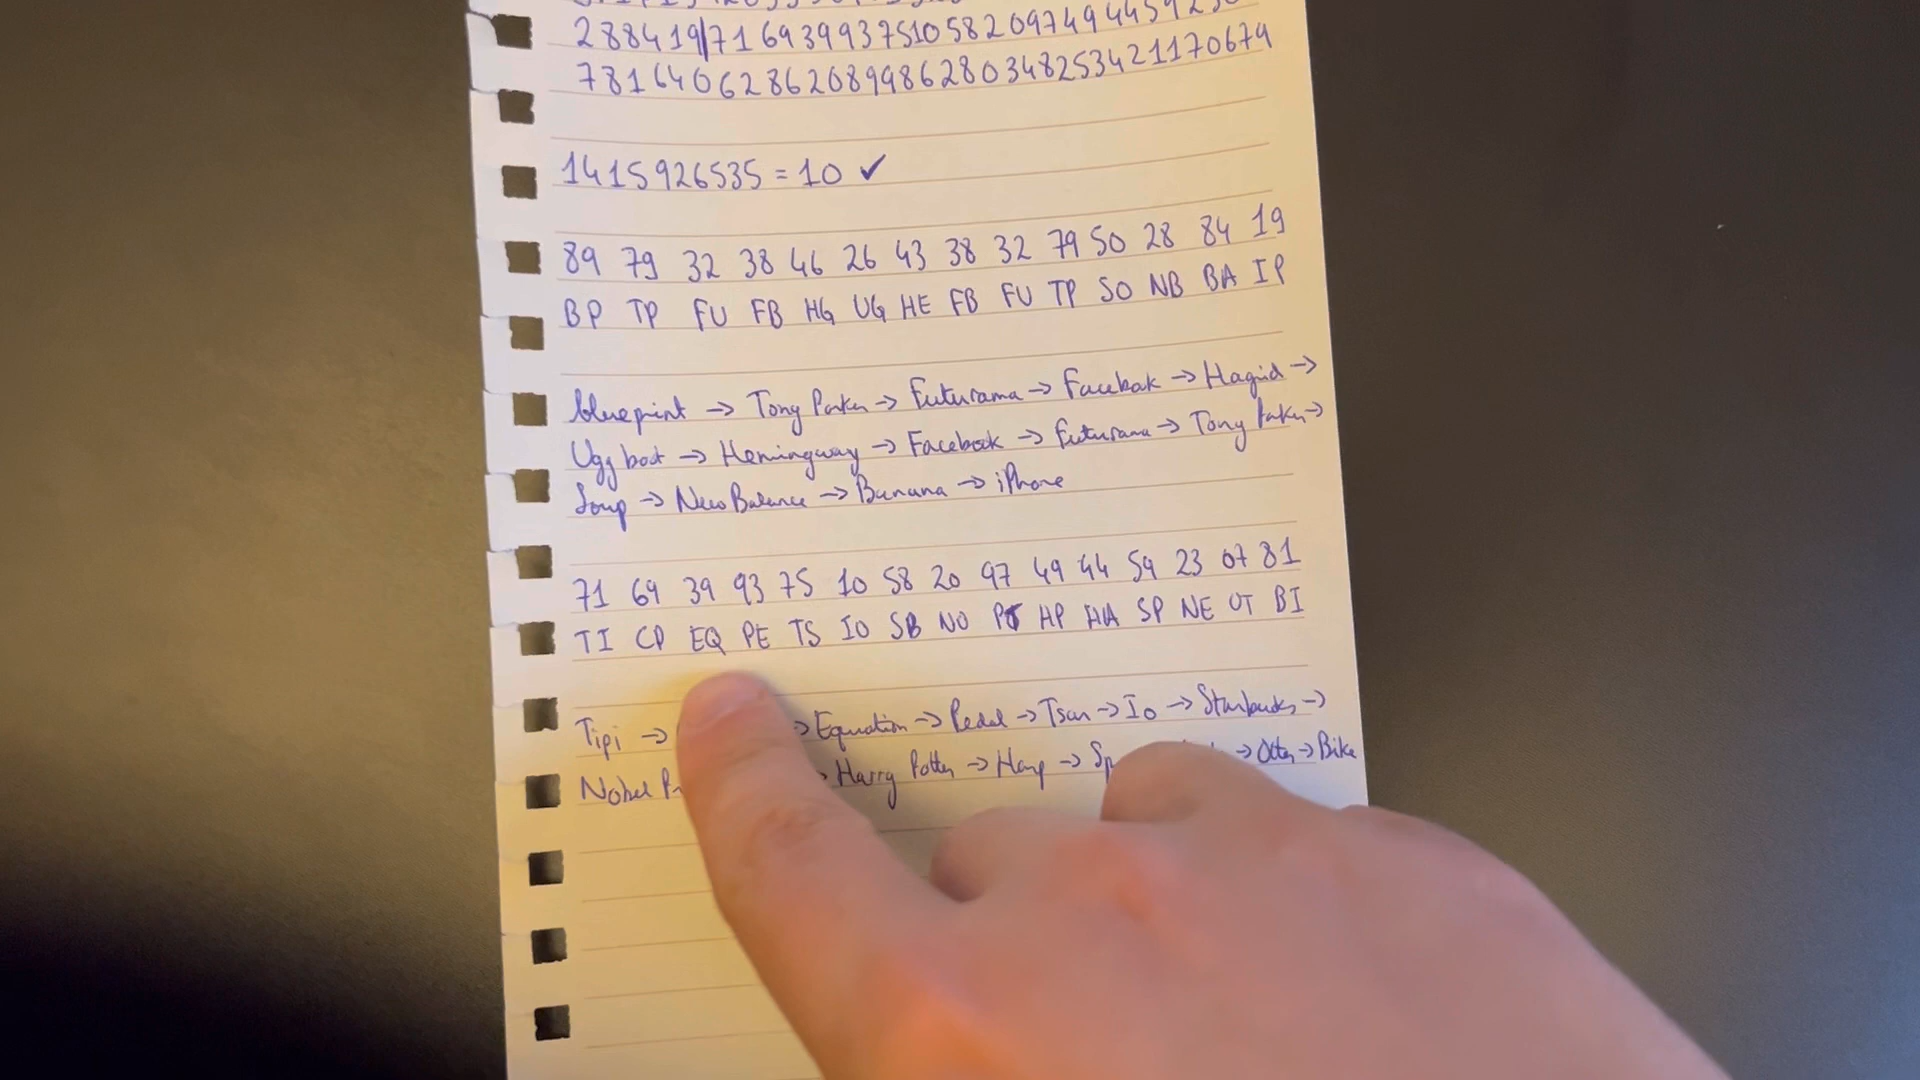 288419|71693993751058209749445923
78164062862089986280348253421170679
1415926535 = 10 ✓
89 79 32 38 46 26 43 38 32 79 50 28 84 19
BP TP FU FB HG UG HE FB FU TP SO NB BA IP
blueprint → Tony Parker → Futurama → Facebook → Hagrid →
Ugg boot → Hemingway → Facebook → Futurama → Tony Parker →
Soup → New Balance → Banana → iPhone
71 69 39 93 75 10 58 20 97 49 44 59 23 07 81
TI CP EQ PE TS IO SB NO PT HP HA SP NE OT BI
Tipi → → Equation → Pedal → Tsar → Io → Starbucks →
Nobel → Harry Potter → Harp → → Otter → Bike